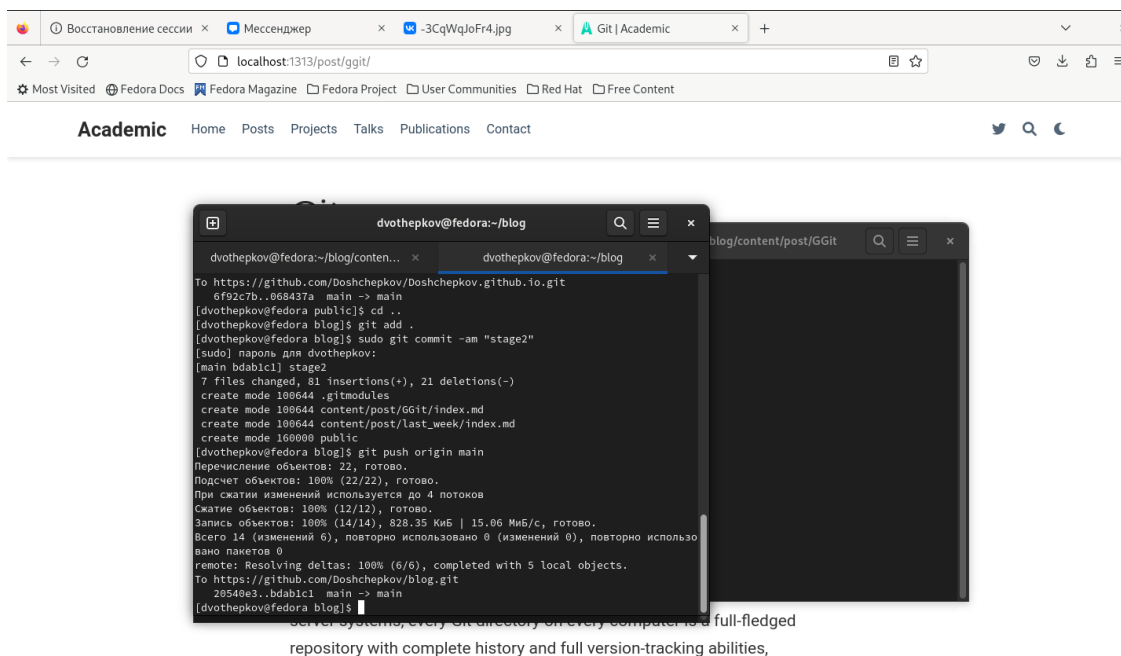 Восстановление сессии
Мессенджер
-3CqWqJoFr4.jpg
Git | Academic
localhost:1313/post/ggit/
Most Visited Fedora Docs Fedora Magazine Fedora Project User Communities Red Hat Free Content
Academic Home Posts Projects Talks Publications Contact
dvothepkov@fedora:~/blog
blog/content/post/GGit
dvothepkov@fedora:~/blog/conten...
dvothepkov@fedora:~/blog
To https://github.com/Doshchepkov/Doshchepkov.github.io.git
6f92c7b..068437a main -> main
[dvothepkov@fedora public]$ cd ..
[dvothepkov@fedora blog]$ git add .
[dvothepkov@fedora blog]$ sudo git commit -am "stage2"
[sudo] пароль для dvothepkov:
[main bdab1c1] stage2
7 files changed, 81 insertions(+), 21 deletions(-)
create mode 100644 .gitmodules
create mode 100644 content/post/GGit/index.md
create mode 100644 content/post/last_week/index.md
create mode 160000 public
[dvothepkov@fedora blog]$ git push origin main
Перечисление объектов: 22, готово.
Подсчет объектов: 100% (22/22), готово.
При сжатии изменений используется до 4 потоков
Сжатие объектов: 100% (12/12), готово.
Запись объектов: 100% (14/14), 828.35 КиБ | 15.06 МиБ/с, готово.
Всего 14 (изменений 6), повторно использовано 0 (изменений 0), повторно использо
вано пакетов 0
remote: Resolving deltas: 100% (6/6), completed with 5 local objects.
To https://github.com/Doshchepkov/blog.git
20540e3..bdab1c1 main -> main
[dvothepkov@fedora blog]$
server systems, every Git directory on every computer is a full-fledged
repository with complete history and full version-tracking abilities,